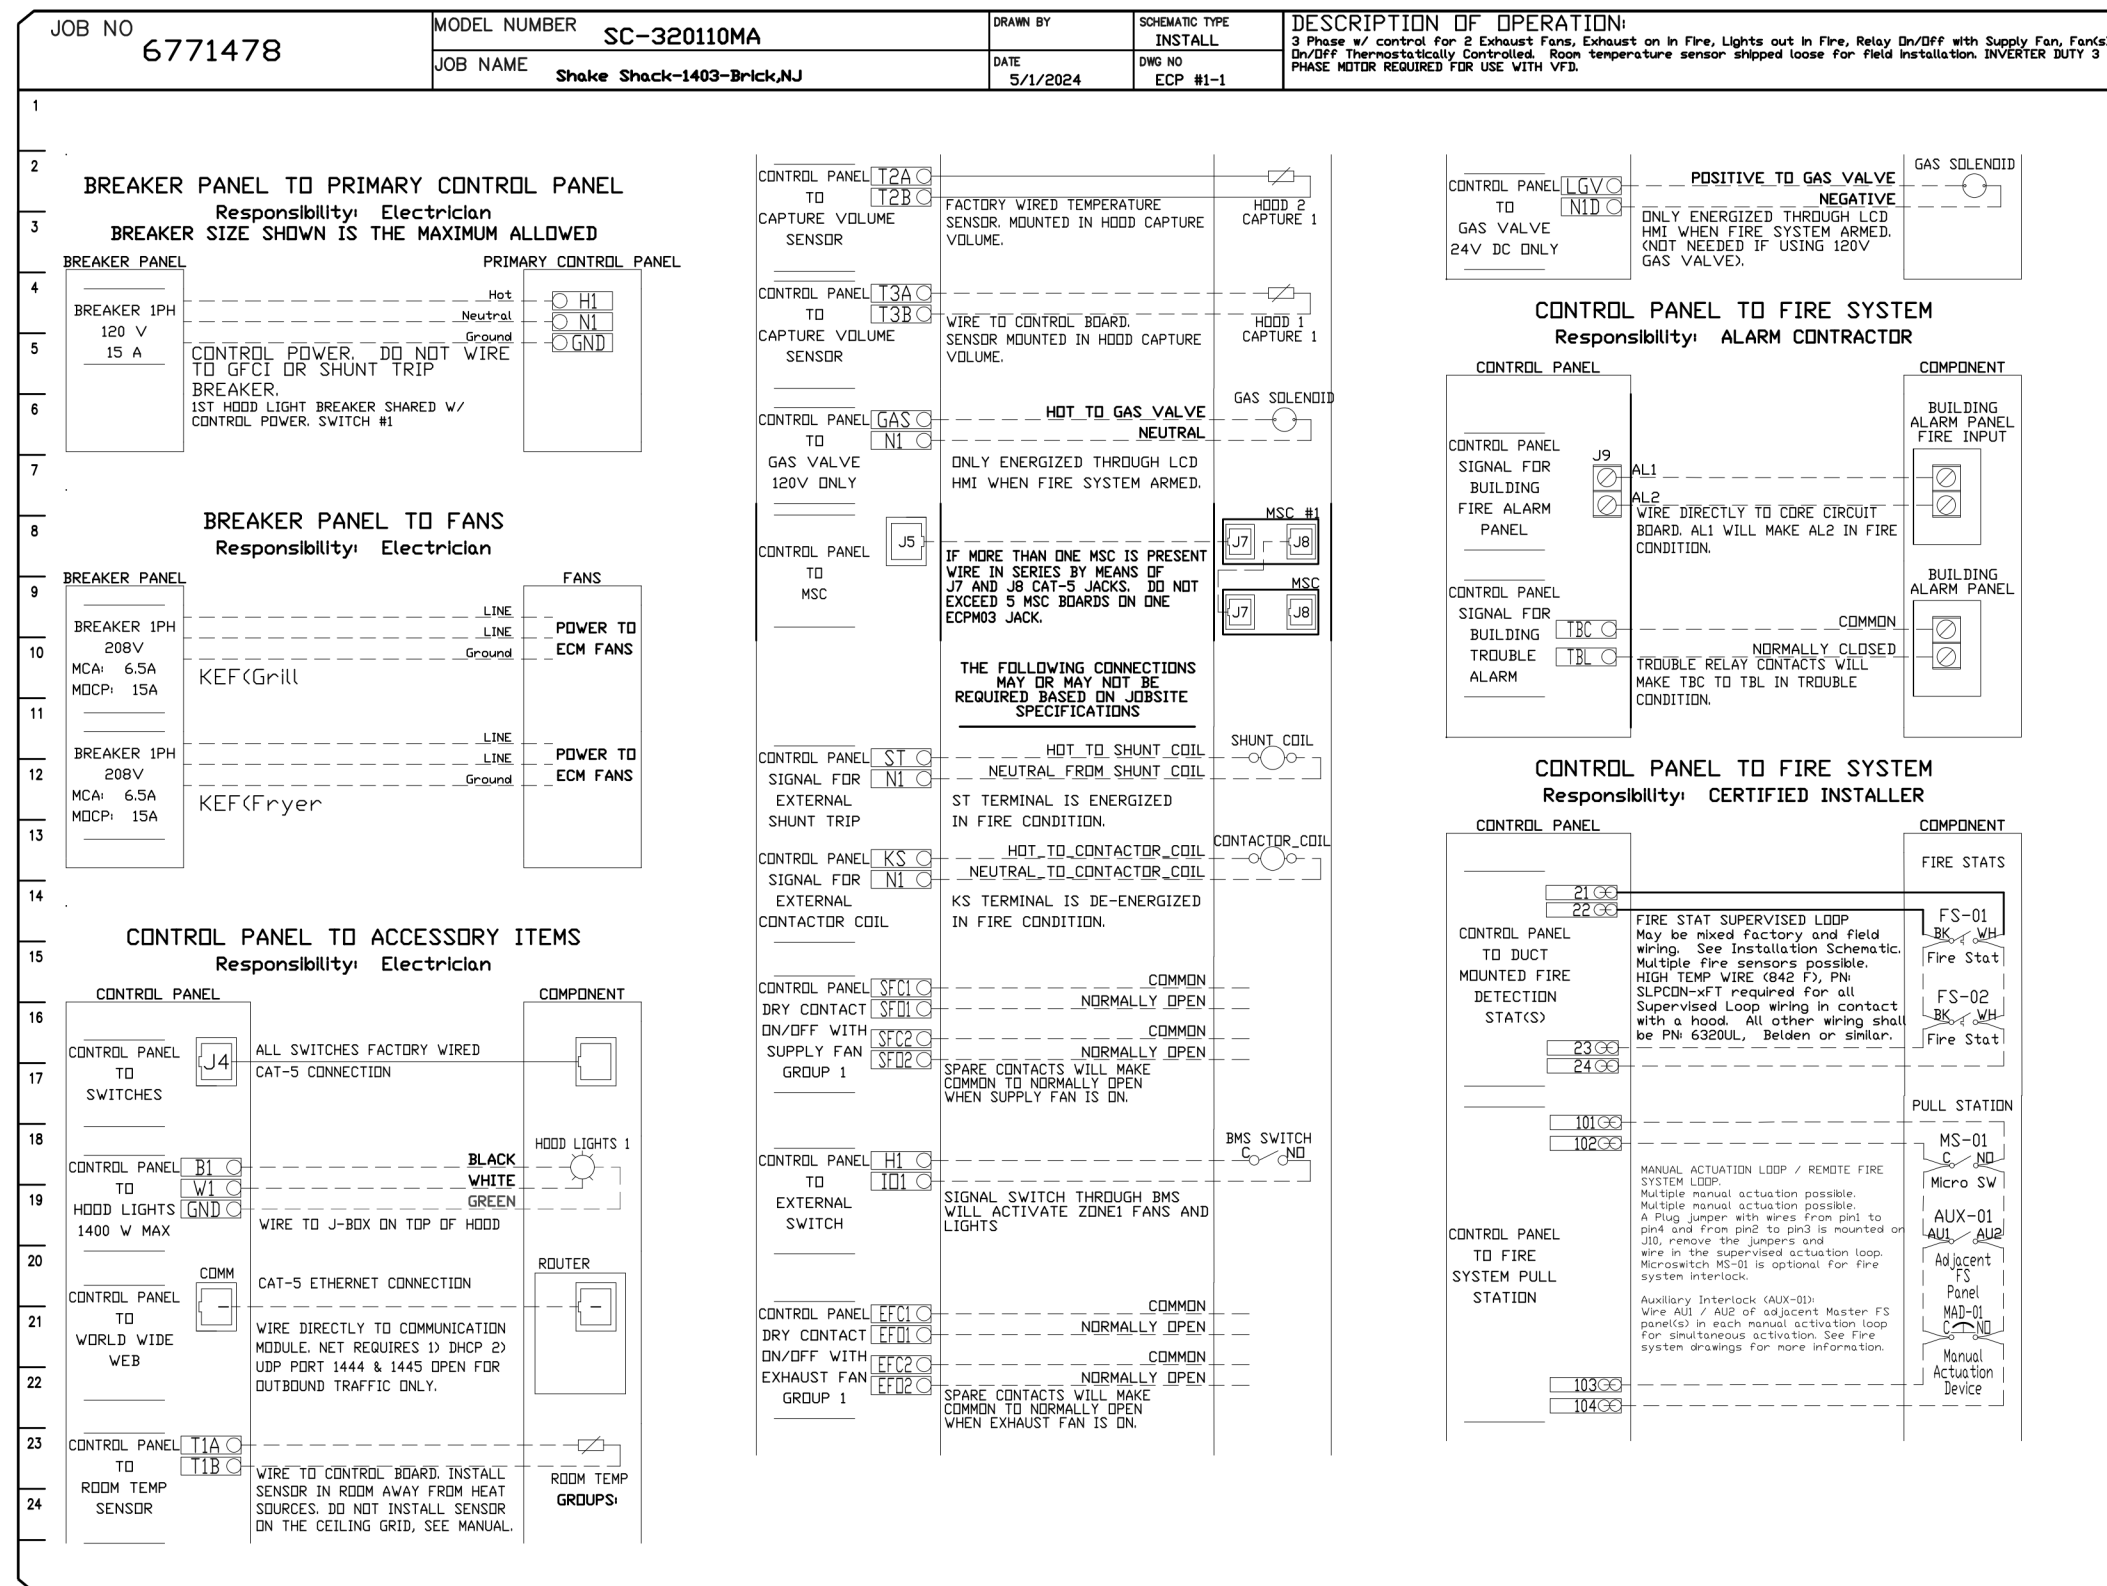 JOB NO
6771478
MODEL NUMBER SC-320110MA
JOB NAME Shake Shack-1403-Brick,NJ
DRAWN BY
DATE
5/1/2024
SCHEMATIC TYPE
INSTALL
DWG NO
ECP #1-1
DESCRIPTION OF OPERATION:
3 Phase w/ control for 2 Exhaust Fans, Exhaust on in Fire, Lights out in Fire, Relay On/Off with Supply Fan, Fan(s)
On/Off Thermostatically Controlled. Room temperature sensor shipped loose for field installation. INVERTER DUTY 3
PHASE MOTOR REQUIRED FOR USE WITH VFD.
1
2
3
4
5
6
7
8
9
10
11
12
13
14
15
16
17
18
19
20
21
22
23
24
BREAKER PANEL TO PRIMARY CONTROL PANEL
Responsibility: Electrician
BREAKER SIZE SHOWN IS THE MAXIMUM ALLOWED
BREAKER PANEL
PRIMARY CONTROL PANEL
BREAKER 1PH
120 V
15 A
Hot
H1
Neutral
N1
Ground
GND
CONTROL POWER. DO NOT WIRE
TO GFCI OR SHUNT TRIP
BREAKER.
1ST HOOD LIGHT BREAKER SHARED W/
CONTROL POWER. SWITCH #1
BREAKER PANEL TO FANS
Responsibility: Electrician
BREAKER PANEL
FANS
BREAKER 1PH
208V
MCA: 6.5A
MOCP: 15A
LINE
LINE
Ground
POWER TO
ECM FANS
KEF(Grill
BREAKER 1PH
208V
MCA: 6.5A
MOCP: 15A
LINE
LINE
Ground
POWER TO
ECM FANS
KEF(Fryer
CONTROL PANEL TO ACCESSORY ITEMS
Responsibility: Electrician
CONTROL PANEL
COMPONENT
CONTROL PANEL
TO
SWITCHES
J4
ALL SWITCHES FACTORY WIRED
CAT-5 CONNECTION
CONTROL PANEL
TO
HOOD LIGHTS
1400 W MAX
B1
W1
GND
BLACK
WHITE
GREEN
HOOD LIGHTS 1
WIRE TO J-BOX ON TOP OF HOOD
CONTROL PANEL
TO
WORLD WIDE
WEB
COMM
CAT-5 ETHERNET CONNECTION
ROUTER
WIRE DIRECTLY TO COMMUNICATION
MODULE. NET REQUIRES 1) DHCP 2)
UDP PORT 1444 & 1445 OPEN FOR
OUTBOUND TRAFFIC ONLY.
CONTROL PANEL
TO
ROOM TEMP
SENSOR
T1A
T1B
WIRE TO CONTROL BOARD. INSTALL
SENSOR IN ROOM AWAY FROM HEAT
SOURCES. DO NOT INSTALL SENSOR
ON THE CEILING GRID, SEE MANUAL.
ROOM TEMP
GROUPS:
CONTROL PANEL
TO
CAPTURE VOLUME
SENSOR
T2A
T2B
FACTORY WIRED TEMPERATURE
SENSOR. MOUNTED IN HOOD CAPTURE
VOLUME.
HOOD 2
CAPTURE 1
CONTROL PANEL
TO
CAPTURE VOLUME
SENSOR
T3A
T3B
WIRE TO CONTROL BOARD.
SENSOR MOUNTED IN HOOD CAPTURE
VOLUME.
HOOD 1
CAPTURE 1
CONTROL PANEL
TO
GAS VALVE
120V ONLY
GAS
N1
HOT TO GAS VALVE
NEUTRAL
GAS SOLENOID
ONLY ENERGIZED THROUGH LCD
HMI WHEN FIRE SYSTEM ARMED.
CONTROL PANEL
TO
MSC
J5
IF MORE THAN ONE MSC IS PRESENT
WIRE IN SERIES BY MEANS OF
J7 AND J8 CAT-5 JACKS. DO NOT
EXCEED 5 MSC BOARDS ON ONE
ECPM03 JACK.
MSC #1
J7
J8
MSC
J7
J8
THE FOLLOWING CONNECTIONS
MAY OR MAY NOT BE
REQUIRED BASED ON JOBSITE
SPECIFICATIONS
CONTROL PANEL
SIGNAL FOR
EXTERNAL
SHUNT TRIP
ST
N1
HOT TO SHUNT COIL
NEUTRAL FROM SHUNT COIL
SHUNT COIL
ST TERMINAL IS ENERGIZED
IN FIRE CONDITION.
CONTROL PANEL
SIGNAL FOR
EXTERNAL
CONTACTOR COIL
KS
N1
HOT_TO_CONTACTOR_COIL
NEUTRAL_TO_CONTACTOR_COIL
CONTACTOR_COIL
KS TERMINAL IS DE-ENERGIZED
IN FIRE CONDITION.
CONTROL PANEL
DRY CONTACT
ON/OFF WITH
SUPPLY FAN
GROUP 1
SFC1
SFO1
SFC2
SFO2
COMMON
NORMALLY OPEN
COMMON
NORMALLY OPEN
SPARE CONTACTS WILL MAKE
COMMON TO NORMALLY OPEN
WHEN SUPPLY FAN IS ON.
CONTROL PANEL
TO
EXTERNAL
SWITCH
H1
IO1
BMS SWITCH
C NO
SIGNAL SWITCH THROUGH BMS
WILL ACTIVATE ZONE1 FANS AND
LIGHTS
CONTROL PANEL
DRY CONTACT
ON/OFF WITH
EXHAUST FAN
GROUP 1
EFC1
EFO1
EFC2
EFO2
COMMON
NORMALLY OPEN
COMMON
NORMALLY OPEN
SPARE CONTACTS WILL MAKE
COMMON TO NORMALLY OPEN
WHEN EXHAUST FAN IS ON.
CONTROL PANEL
TO
GAS VALVE
24V DC ONLY
LGV
N1D
POSITIVE TO GAS VALVE
NEGATIVE
GAS SOLENOID
ONLY ENERGIZED THROUGH LCD
HMI WHEN FIRE SYSTEM ARMED.
(NOT NEEDED IF USING 120V
GAS VALVE).
CONTROL PANEL TO FIRE SYSTEM
Responsibility: ALARM CONTRACTOR
CONTROL PANEL
COMPONENT
CONTROL PANEL
SIGNAL FOR
BUILDING
FIRE ALARM
PANEL
J9
AL1
AL2
WIRE DIRECTLY TO CORE CIRCUIT
BOARD. AL1 WILL MAKE AL2 IN FIRE
CONDITION.
BUILDING
ALARM PANEL
FIRE INPUT
CONTROL PANEL
SIGNAL FOR
BUILDING
TROUBLE
ALARM
TBC
TBL
COMMON
NORMALLY CLOSED
TROUBLE RELAY CONTACTS WILL
MAKE TBC TO TBL IN TROUBLE
CONDITION.
BUILDING
ALARM PANEL
CONTROL PANEL TO FIRE SYSTEM
Responsibility: CERTIFIED INSTALLER
CONTROL PANEL
COMPONENT
CONTROL PANEL
TO DUCT
MOUNTED FIRE
DETECTION
STAT(S)
21
22
23
24
FIRE STAT SUPERVISED LOOP
May be mixed factory and field
wiring. See Installation Schematic.
Multiple fire sensors possible.
HIGH TEMP WIRE (842 F), PN:
SLPCON-xFT required for all
Supervised Loop wiring in contact
with a hood. All other wiring shall
be PN: 6320UL, Belden or similar.
FIRE STATS
FS-01
BK WH
Fire Stat
FS-02
BK WH
Fire Stat
CONTROL PANEL
TO FIRE
SYSTEM PULL
STATION
101
102
103
104
MANUAL ACTUATION LOOP / REMOTE FIRE
SYSTEM LOOP.
Multiple manual actuation possible.
Multiple manual actuation possible.
A Plug jumper with wires from pin1 to
pin4 and from pin2 to pin3 is mounted on
J10, remove the jumpers and
wire in the supervised actuation loop.
Microswitch MS-01 is optional for fire
system interlock.
Auxiliary Interlock (AUX-01):
Wire AU1 / AU2 of adjacent Master FS
panel(s) in each manual activation loop
for simultaneous activation. See Fire
system drawings for more information.
PULL STATION
MS-01
C NO
Micro SW
AUX-01
AU1 AU2
Adjacent
FS
Panel
MAD-01
C NO
Manual
Actuation
Device